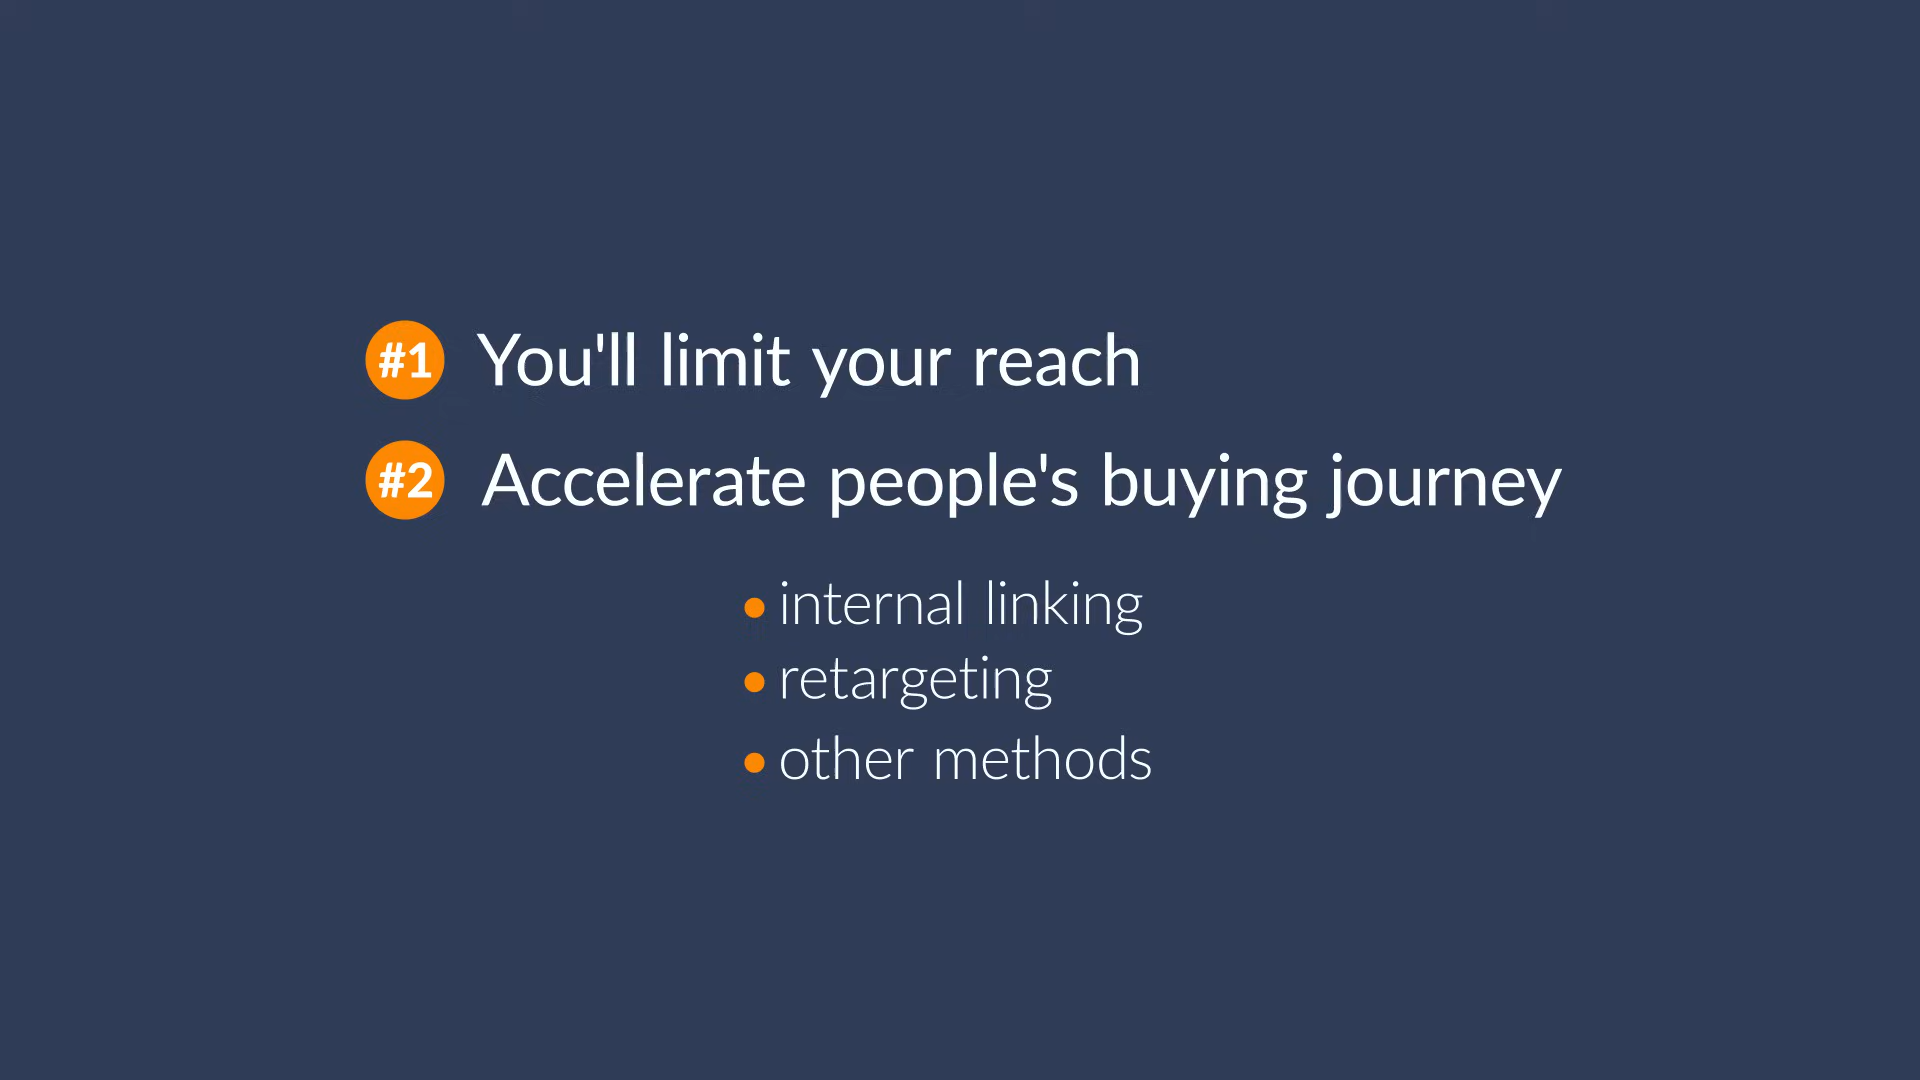 #1 You'll limit your reach
#2 Accelerate people's buying journey
• internal linking
• retargeting
• other methods